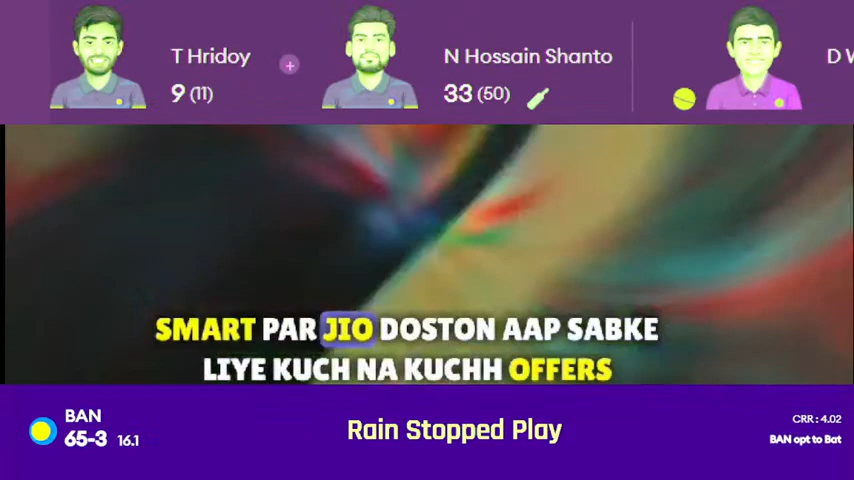 T Hridoy
9 (11)
N Hossain Shanto
33 (50)
D W
SMART PAR JIO DOSTON AAP SABKE
LIYE KUCH NA KUCHH OFFERS
BAN
65-3 16.1
Rain Stopped Play
CRR : 4.02
BAN opt to Bat